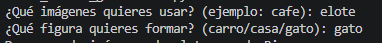 ¿Qué imágenes quieres usar? (ejemplo: cafe): elote
¿Qué figura quieres formar? (carro/casa/gato): gato